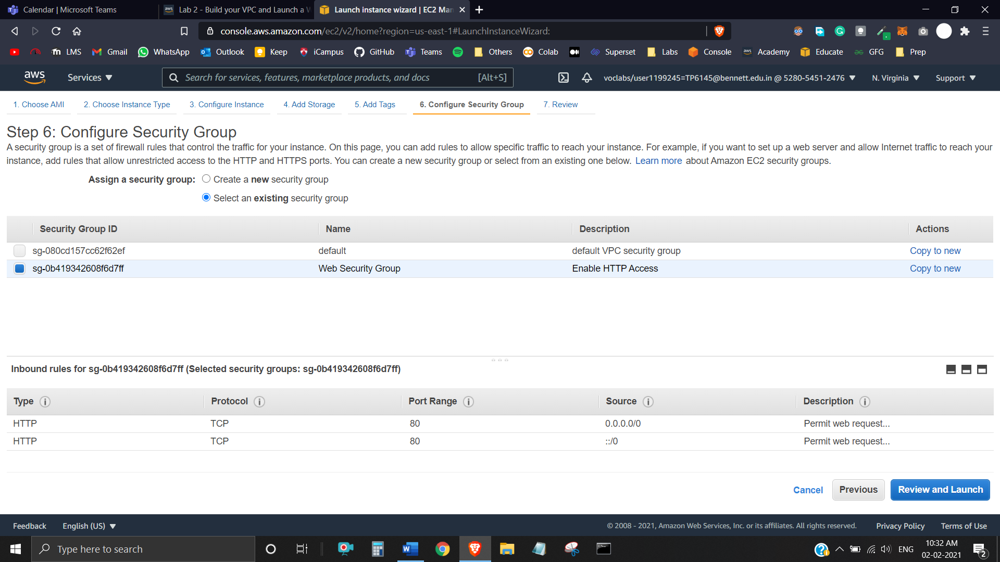 Calendar | Microsoft Teams
aws Lab 2 - Build your VPC and Launch a W
Launch instance wizard | EC2 Man
console.aws.amazon.com/ec2/v2/home?region=us-east-1#LaunchInstanceWizard:
LMS Gmail WhatsApp Outlook Keep iCampus GitHub Teams Others Colab Superset Labs Console aws Academy Educate GFG Prep
aws Services Search for services, features, marketplace products, and docs [Alt+S] voclabs/user1199245=TP6145@bennett.edu.in @ 5280-5451-2476 N. Virginia Support
1. Choose AMI 2. Choose Instance Type 3. Configure Instance 4. Add Storage 5. Add Tags 6. Configure Security Group 7. Review
Step 6: Configure Security Group
A security group is a set of firewall rules that control the traffic for your instance. On this page, you can add rules to allow specific traffic to reach your instance. For example, if you want to set up a web server and allow Internet traffic to reach your
instance, add rules that allow unrestricted access to the HTTP and HTTPS ports. You can create a new security group or select from an existing one below. Learn more about Amazon EC2 security groups.
Assign a security group: Create a new security group
Select an existing security group
Security Group ID Name Description Actions
sg-080cd157cc62f62ef default default VPC security group Copy to new
sg-0b419342608f6d7ff Web Security Group Enable HTTP Access Copy to new
Inbound rules for sg-0b419342608f6d7ff (Selected security groups: sg-0b419342608f6d7ff)
Type Protocol Port Range Source Description
HTTP TCP 80 0.0.0.0/0 Permit web request...
HTTP TCP 80 ::/0 Permit web request...
Cancel Previous Review and Launch
Feedback English (US) © 2008 - 2021, Amazon Web Services, Inc. or its affiliates. All rights reserved. Privacy Policy Terms of Use
Type here to search
ENG
10:32 AM
02-02-2021
2